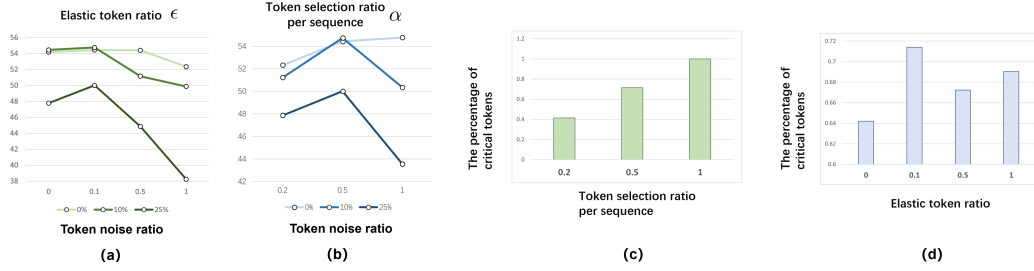 Elastic token ratio ϵ
56
54
52
50
48
46
44
42
40
38
0 0.1 0.5 1
0% 10% 25%
Token noise ratio
(a)
Token selection ratio
per sequence α
54
52
50
48
46
44
42
0.2 0.5 1
0% 10% 25%
Token noise ratio
(b)
The percentage of
critical tokens
1.2
1
0.8
0.6
0.4
0.2
0
0.2 0.5 1
Token selection ratio
per sequence
(c)
The percentage of
critical tokens
0.72
0.7
0.68
0.66
0.64
0.62
0.6
0 0.1 0.5 1
Elastic token ratio
(d)